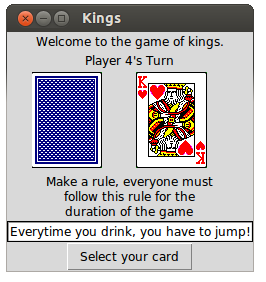 Kings
Welcome to the game of kings.
Player 4's Turn
K
K
Make a rule, everyone must
follow this rule for the
duration of the game
Everytime you drink, you have to jump!
Select your card